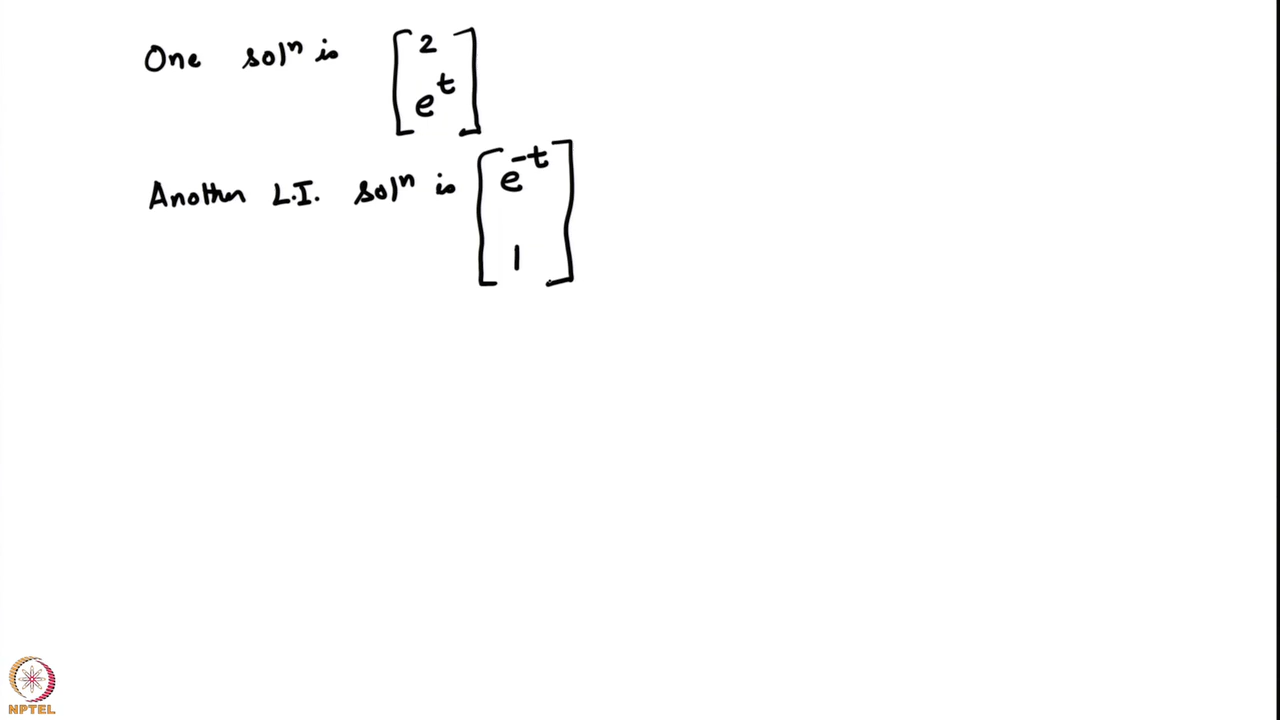 One solⁿ is [2 e^t]
Another L.I. solⁿ is [e^-t 1]
NPTEL